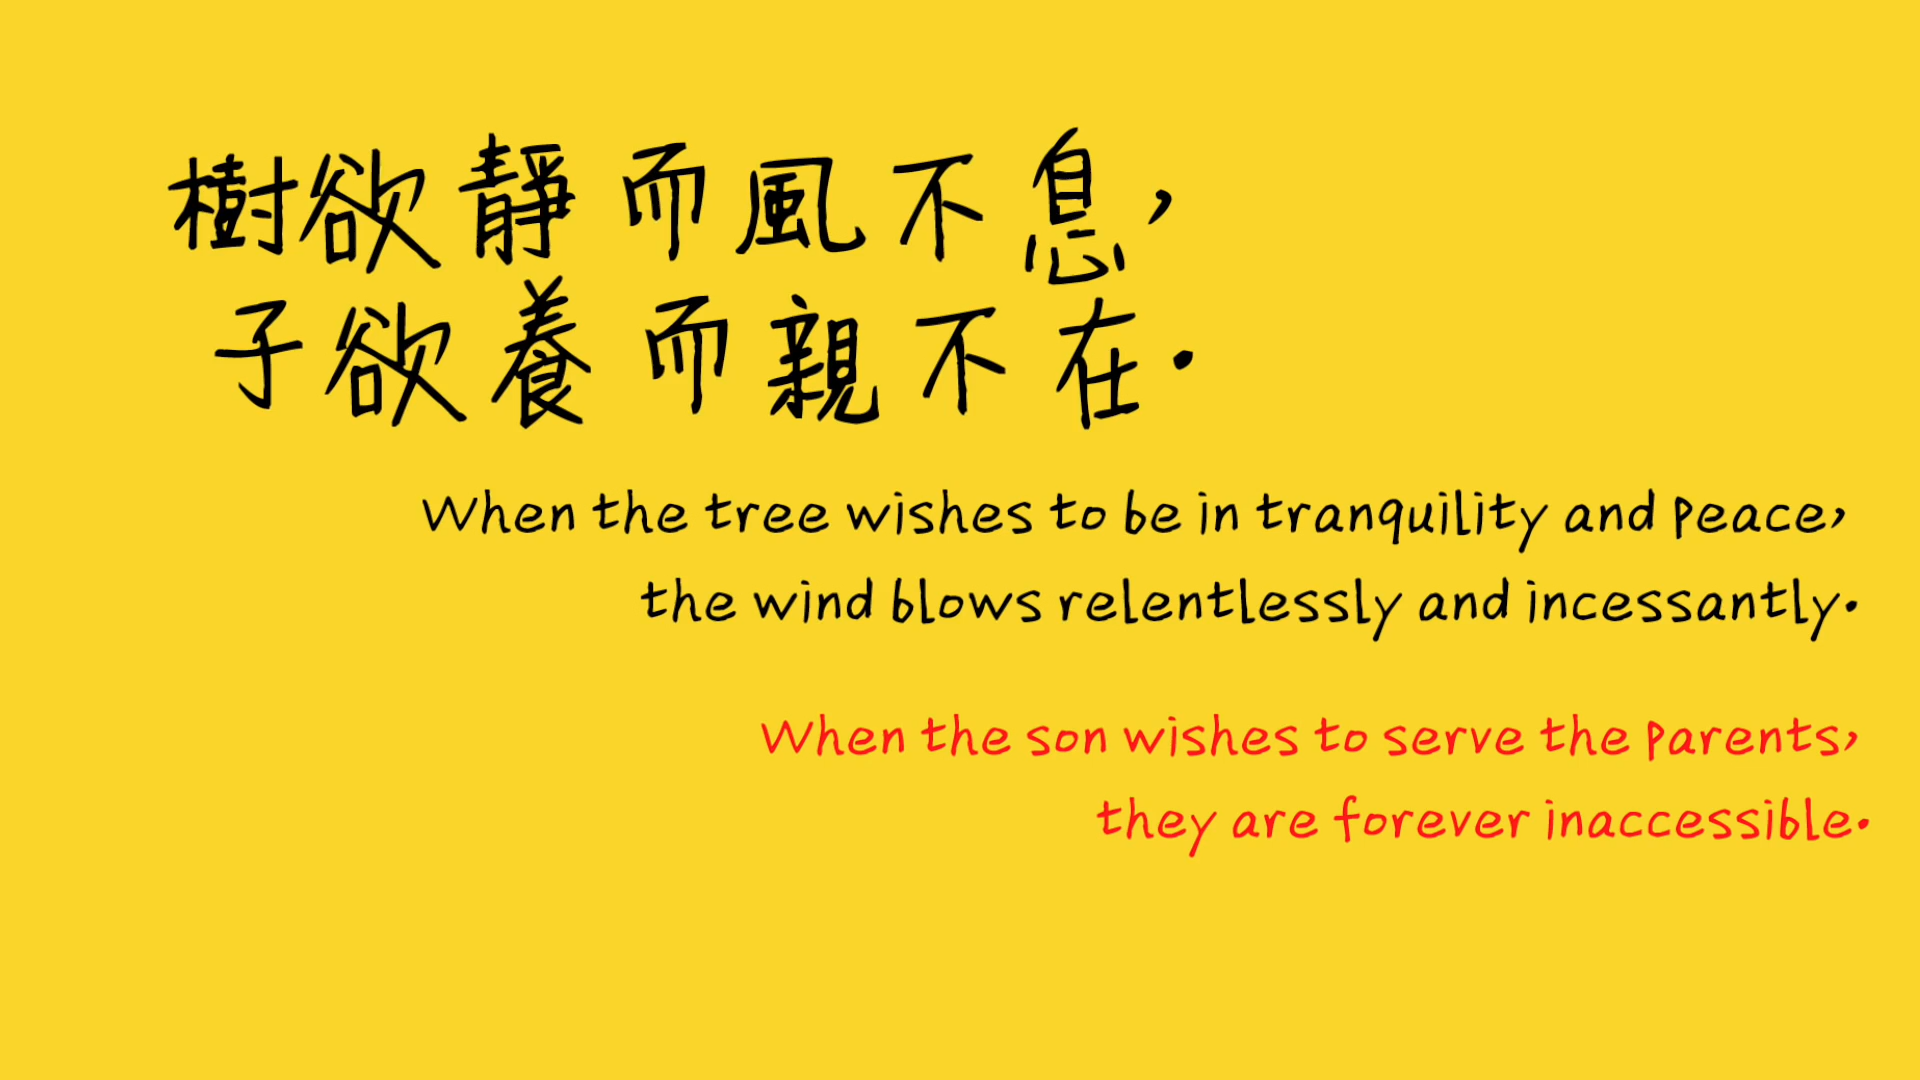 樹欲靜而風不息,
子欲養而親不在.
When the tree wishes to be in tranquility and peace,
the wind blows relentlessly and incessantly.
When the son wishes to serve the parents,
they are forever inaccessible.